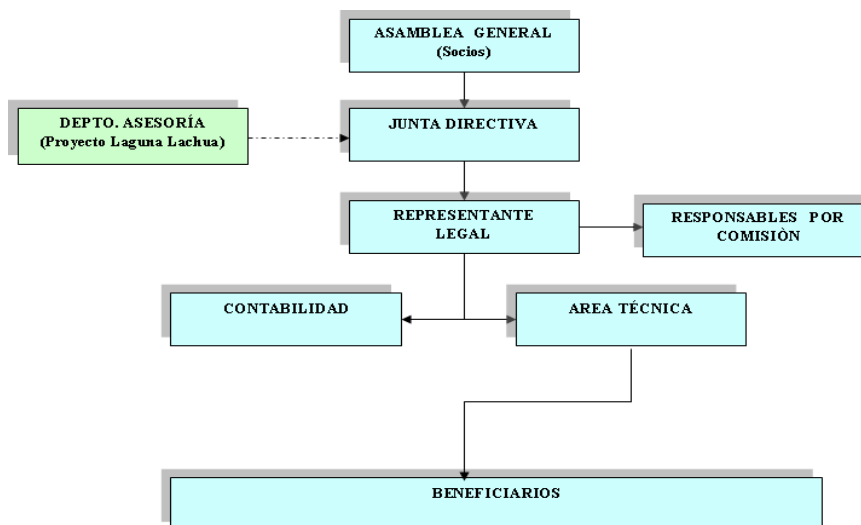 ASAMBLEA GENERAL
(Socios)
DEPTO. ASESORÍA
(Proyecto Laguna Lachua)
JUNTA DIRECTIVA
REPRESENTANTE
LEGAL
RESPONSABLES POR
COMISIÒN
CONTABILIDAD
AREA TÉCNICA
BENEFICIARIOS